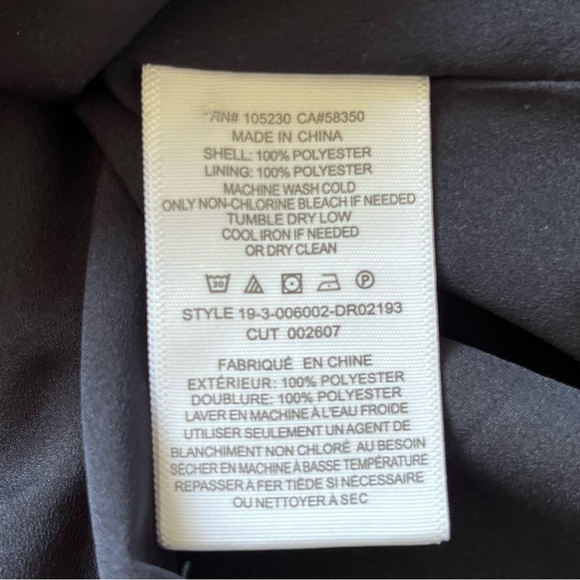 RN# 105230 CA#58350
MADE IN CHINA
SHELL: 100% POLYESTER
LINING: 100% POLYESTER
MACHINE WASH COLD
ONLY NON-CHLORINE BLEACH IF NEEDED
TUMBLE DRY LOW
COOL IRON IF NEEDED
OR DRY CLEAN
30 P
STYLE 19-3-006002-DR02193
CUT 002607
FABRIQUÉ EN CHINE
EXTÉRIEUR: 100% POLYESTER
DOUBLURE: 100% POLYESTER
LAVER EN MACHINE À L'EAU FROIDE
UTILISER SEULEMENT UN AGENT DE
BLANCHIMENT NON CHLORÉ AU BESOIN
SÉCHER EN MACHINE À BASSE TEMPÉRATURE
REPASSER À FER TIÈDE SI NÉCESSAIRE
OU NETTOYER À SEC